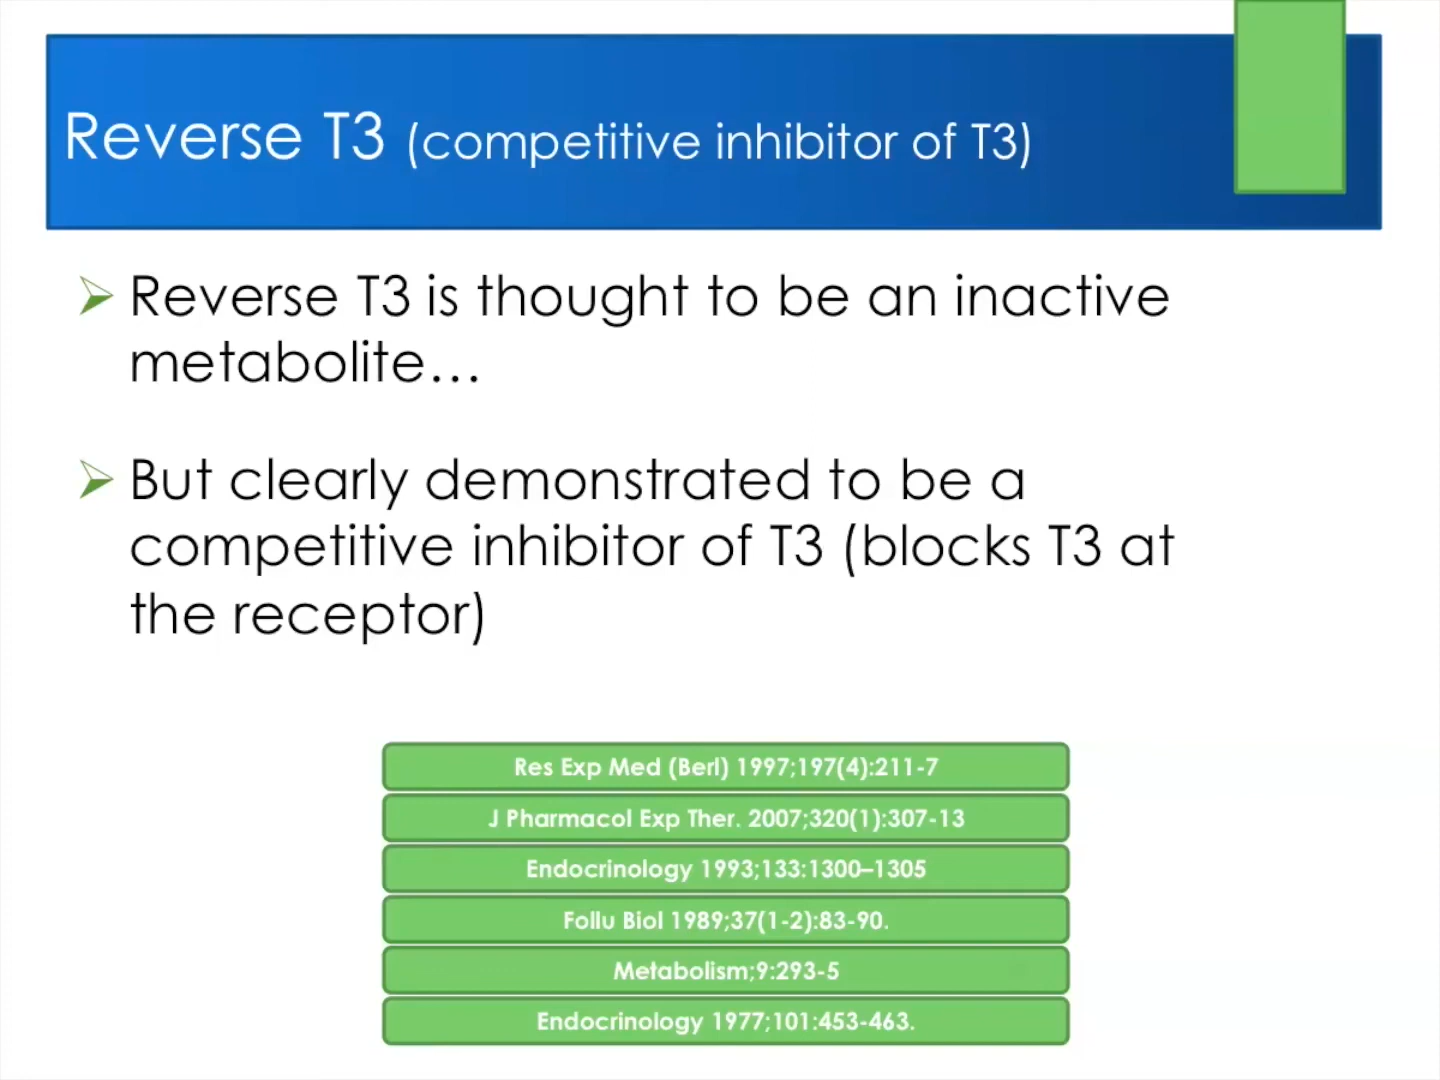 Reverse T3 (competitive inhibitor of T3)
➢ Reverse T3 is thought to be an inactive
metabolite…
➢ But clearly demonstrated to be a
competitive inhibitor of T3 (blocks T3 at
the receptor)
Res Exp Med (Berl) 1997;197(4):211-7
J Pharmacol Exp Ther. 2007;320(1):307-13
Endocrinology 1993;133:1300–1305
Follu Biol 1989;37(1-2):83-90.
Metabolism;9:293-5
Endocrinology 1977;101:453-463.